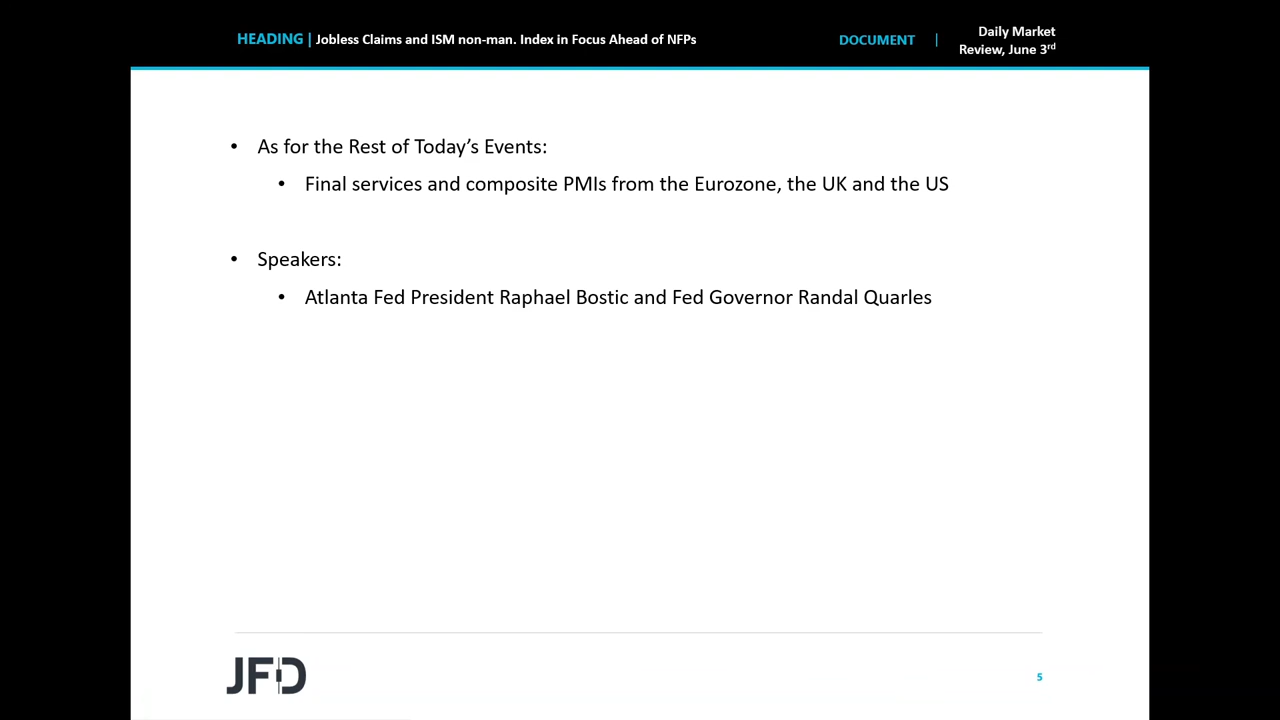 HEADING | Jobless Claims and ISM non-man. Index in Focus Ahead of NFPs
DOCUMENT |
Daily Market
Review, June 3rd
• As for the Rest of Today’s Events:
• Final services and composite PMIs from the Eurozone, the UK and the US
• Speakers:
• Atlanta Fed President Raphael Bostic and Fed Governor Randal Quarles
JFD
5